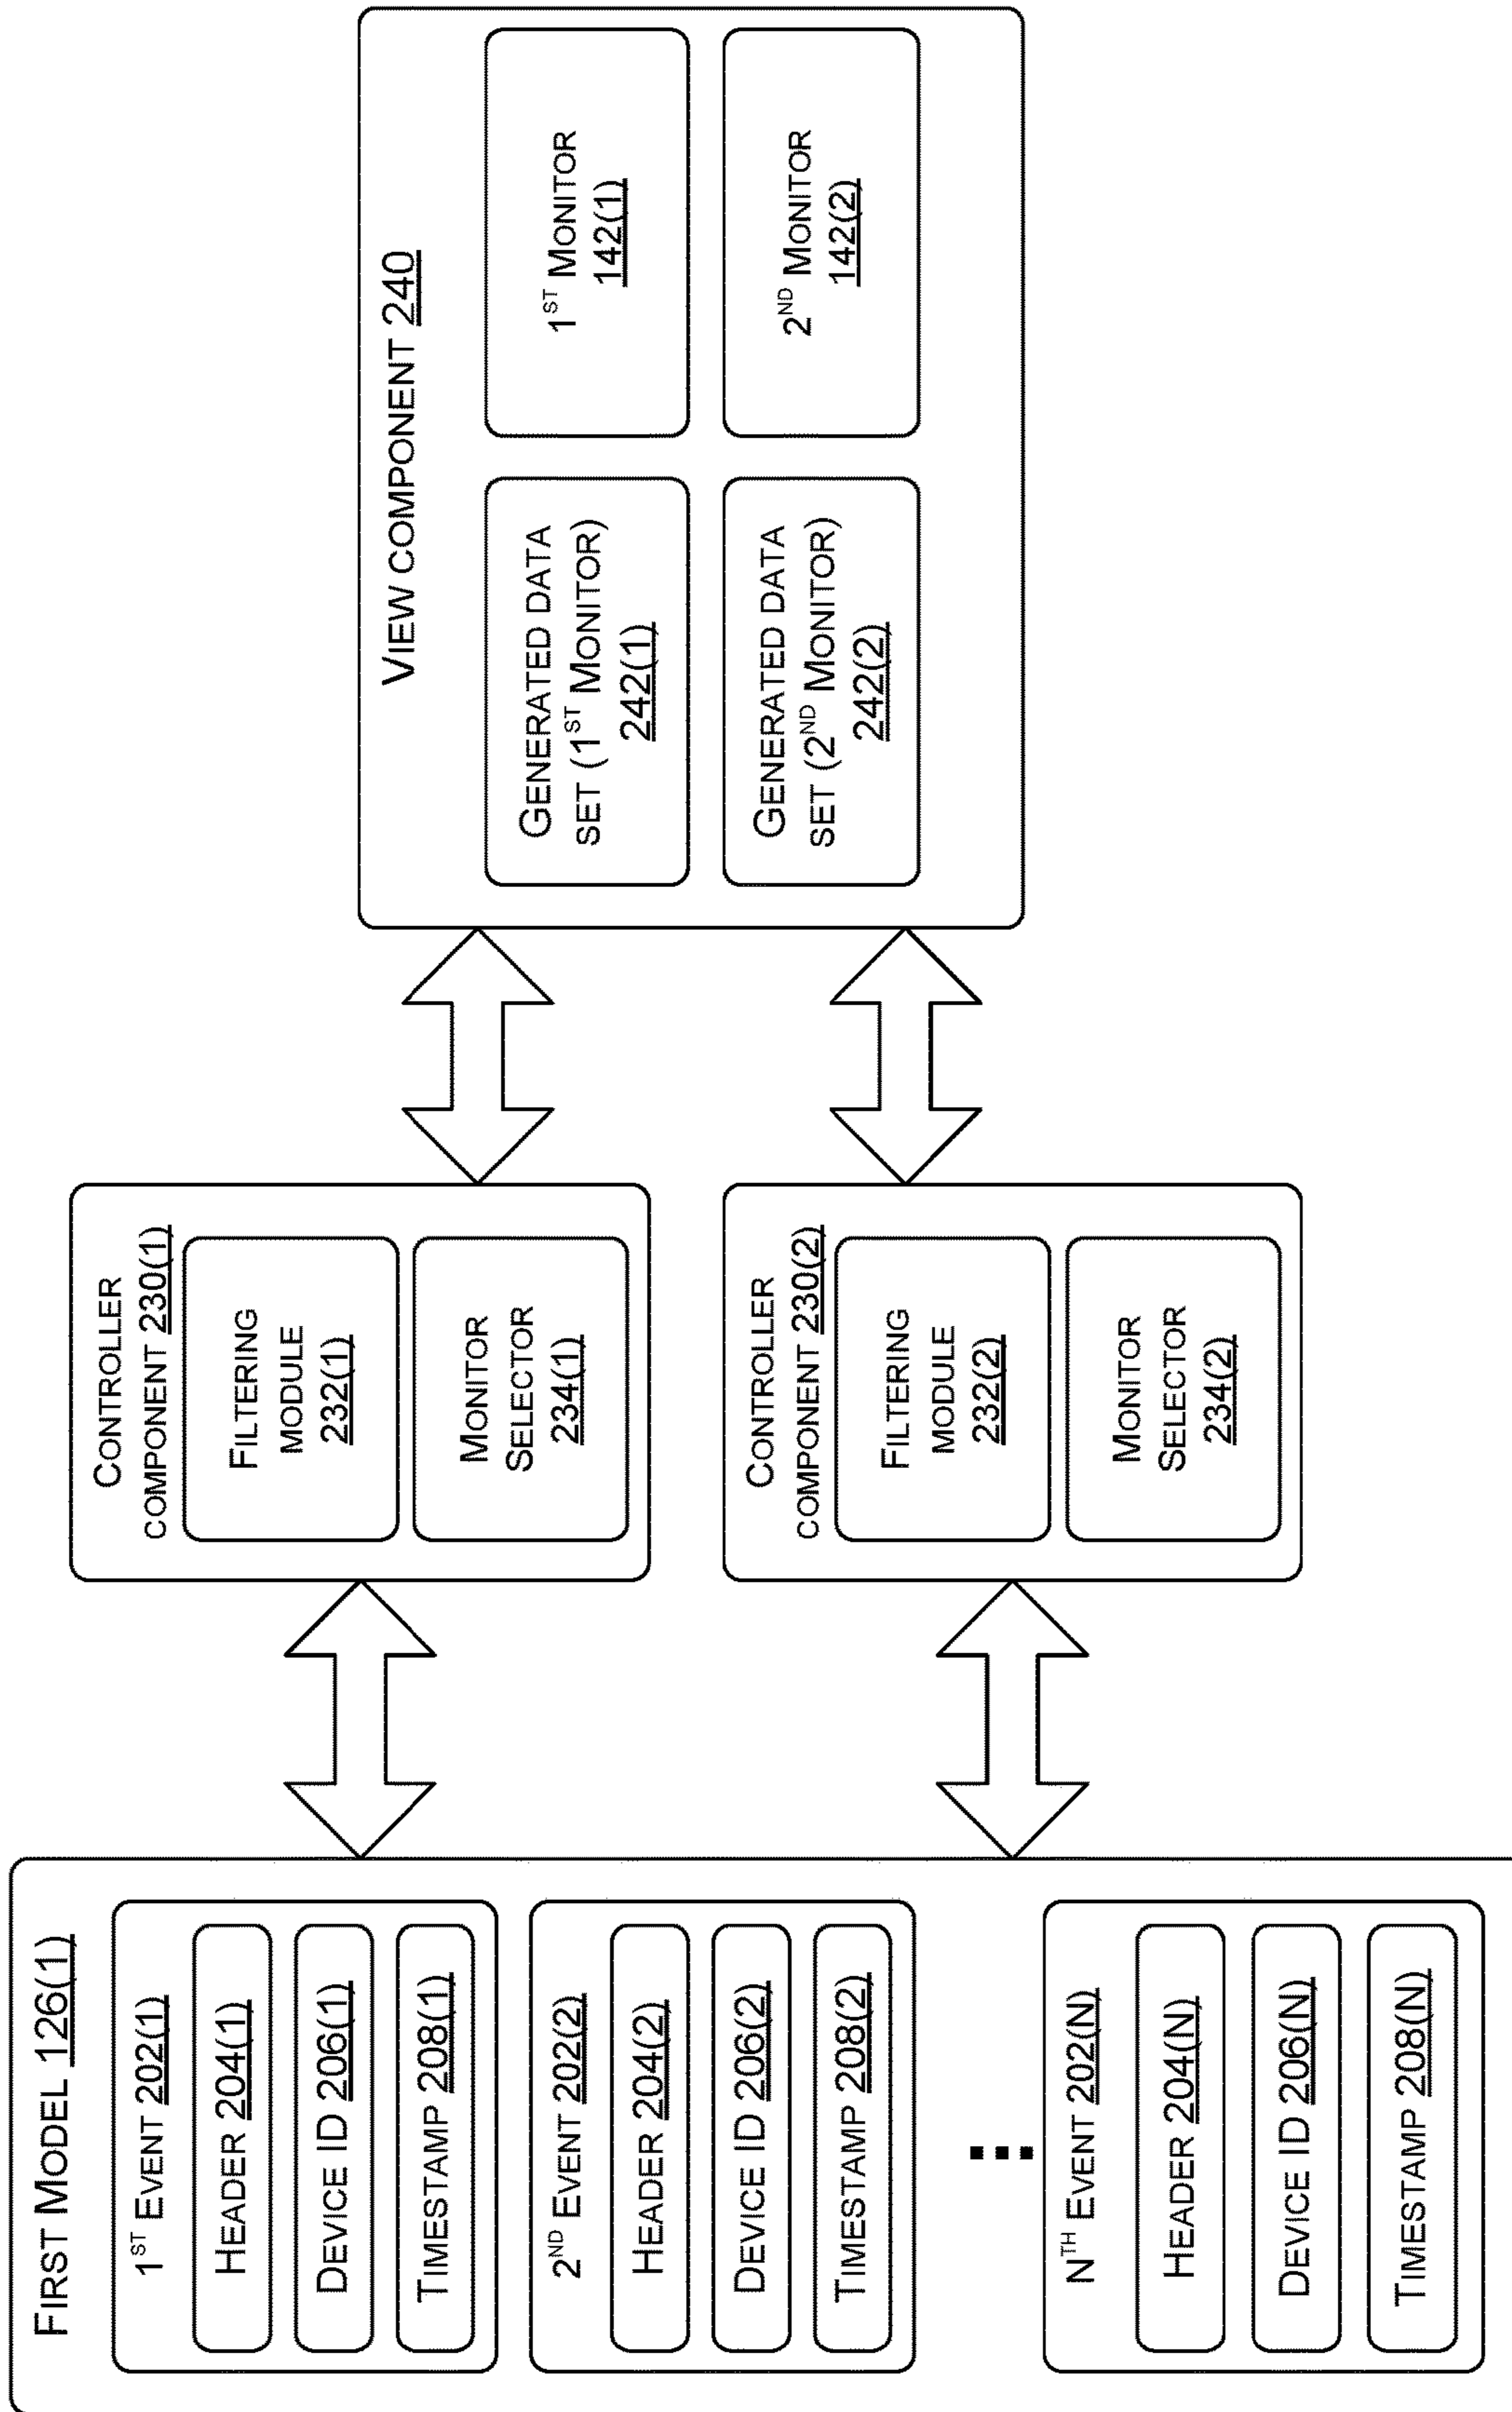 FIRST MODEL 126(1)
1ST EVENT 202(1)
HEADER 204(1)
DEVICE ID 206(1)
TIMESTAMP 208(1)
2ND EVENT 202(2)
HEADER 204(2)
DEVICE ID 206(2)
TIMESTAMP 208(2)
NTH EVENT 202(N)
HEADER 204(N)
DEVICE ID 206(N)
TIMESTAMP 208(N)
CONTROLLER
COMPONENT 230(1)
FILTERING
MODULE
232(1)
MONITOR
SELECTOR
234(1)
CONTROLLER
COMPONENT 230(2)
FILTERING
MODULE
232(2)
MONITOR
SELECTOR
234(2)
VIEW COMPONENT 240
GENERATED DATA
SET (1ST MONITOR)
242(1)
1ST MONITOR
142(1)
GENERATED DATA
SET (2ND MONITOR)
242(2)
2ND MONITOR
142(2)